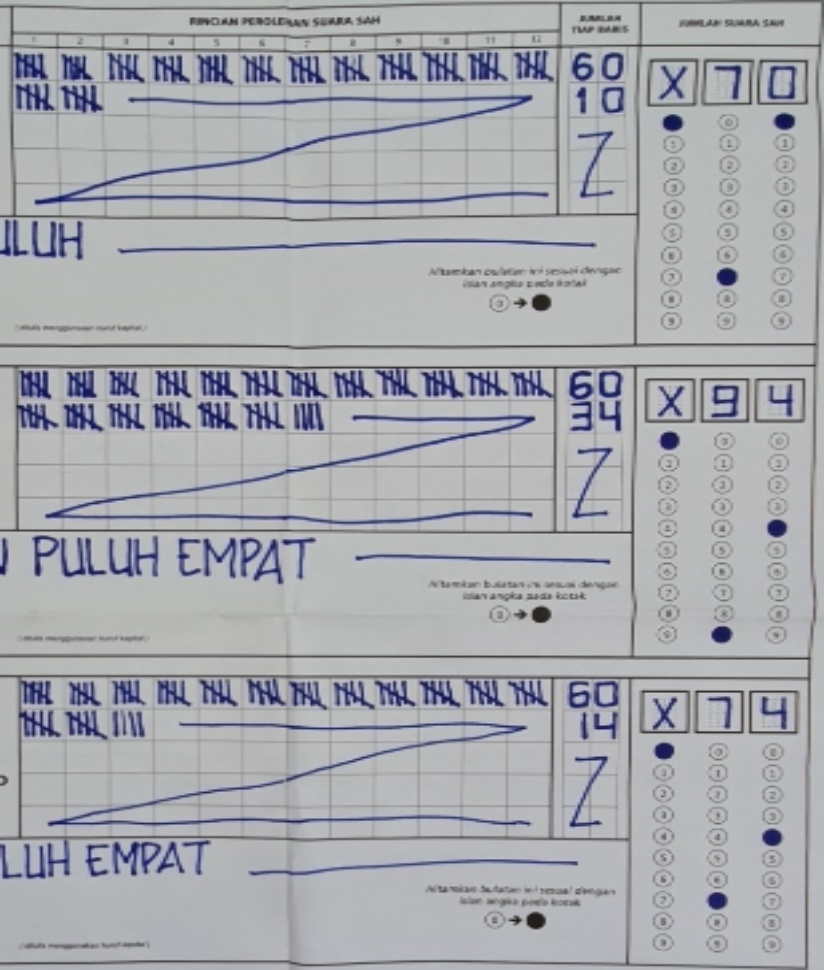 RINCIAN PEROLEHAN SUARA SAH
JUMLAH TIAP BARIS
JUMLAH SUARA SAH
1 2 3 4 5 6 7 8 9 10 11 12
60
10
X 7 0
ULUH
Hitamkan bulatan ini sesuai dengan
isian angka pada kotak
(ditulis menggunakan huruf kapital)
60
34
X 9 4
PULUH EMPAT
Hitamkan bulatan ini sesuai dengan
isian angka pada kotak
(ditulis menggunakan huruf kapital)
60
14
X 7 4
LUH EMPAT
Hitamkan bulatan ini sesuai dengan
isian angka pada kotak
(ditulis menggunakan huruf kapital)